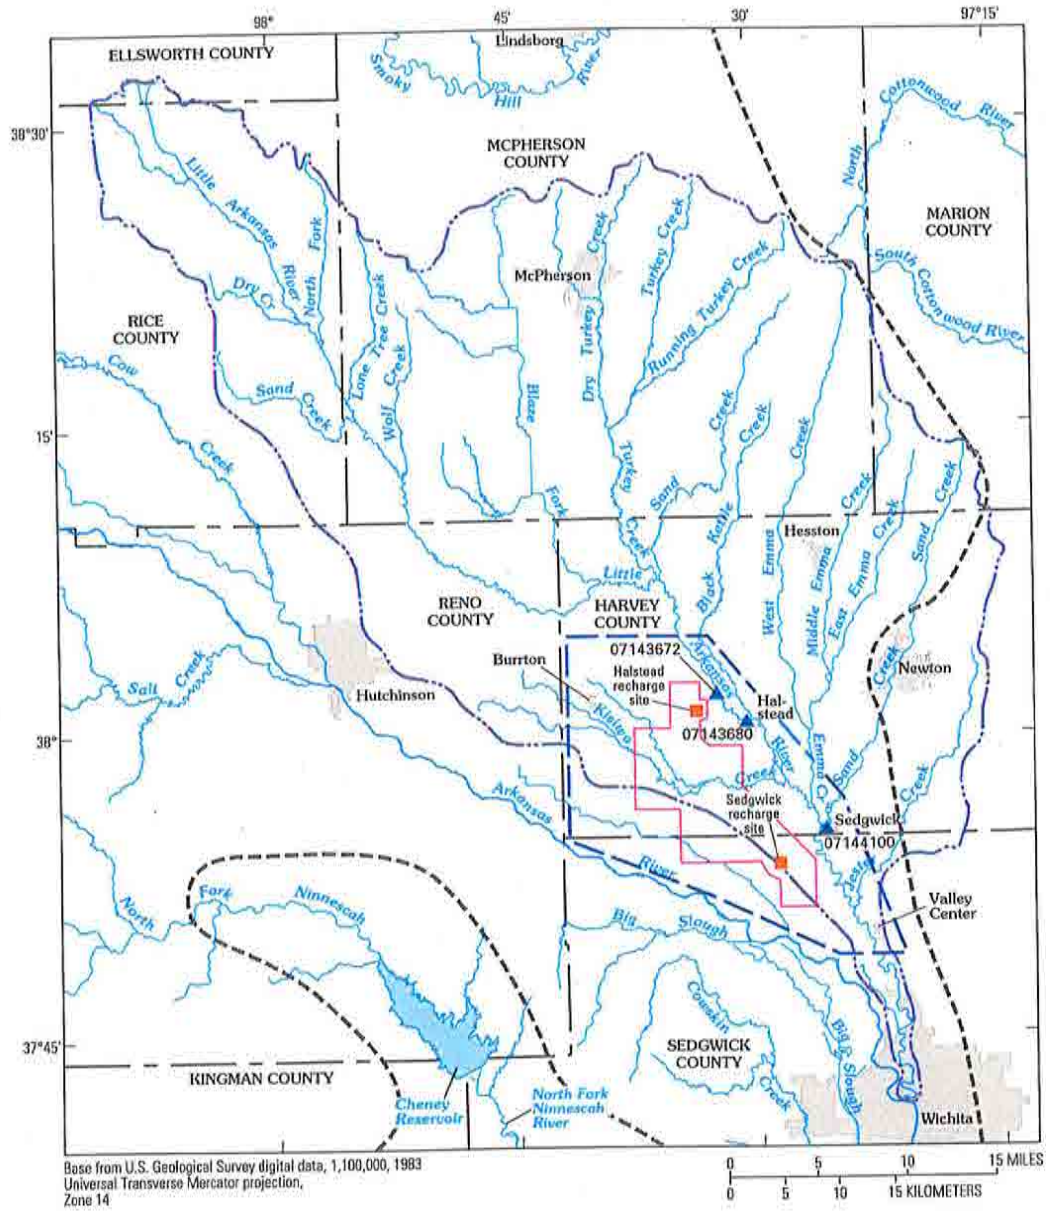 98°
45'
30'
97°15'
ELLSWORTH COUNTY
Lindsborg
Smoky
Hill
River
Cottonwood
River
38°30'
MCPHERSON
COUNTY
North
Little
Arkansas
River
North
Fork
MARION
COUNTY
South
Cottonwood River
McPherson
Creek
Turkey Creek
Dry Turkey
Running Turkey Creek
Dry Cr
RICE
COUNTY
Lone Tree Creek
Wolf Creek
Cow
Creek
Sand
Creek
Blaze
Fork
Turkey
Creek
Sand
Creek
Black
Kettle
Creek
West
Emma
Creek
Middle
Emma
Creek
East
Emma
Creek
Sand
Creek
15'
Hesston
Little
RENO
COUNTY
HARVEY
COUNTY
07143672
Arkansas
River
Burrton
Halstead
recharge
site
Hal-
stead
07143680
Newton
Salt
Creek
Hutchinson
Kisiwa
Creek
38°
Emma Cr
Sand
Creek
Arkansas
River
Sedgwick
recharge
site
Sedgwick
07144100
Jester
Valley
Center
North
Fork
Ninnescah
Big
Slough
Cowskin
Creek
Big Slough
SEDGWICK
COUNTY
37°45'
KINGMAN COUNTY
Cheney
Reservoir
North Fork
Ninnescah
River
Wichita
Base from U.S. Geological Survey digital data, 1,100,000, 1983
Universal Transverse Mercator projection,
Zone 14
0 5 10 15 MILES
0 5 10 15 KILOMETERS